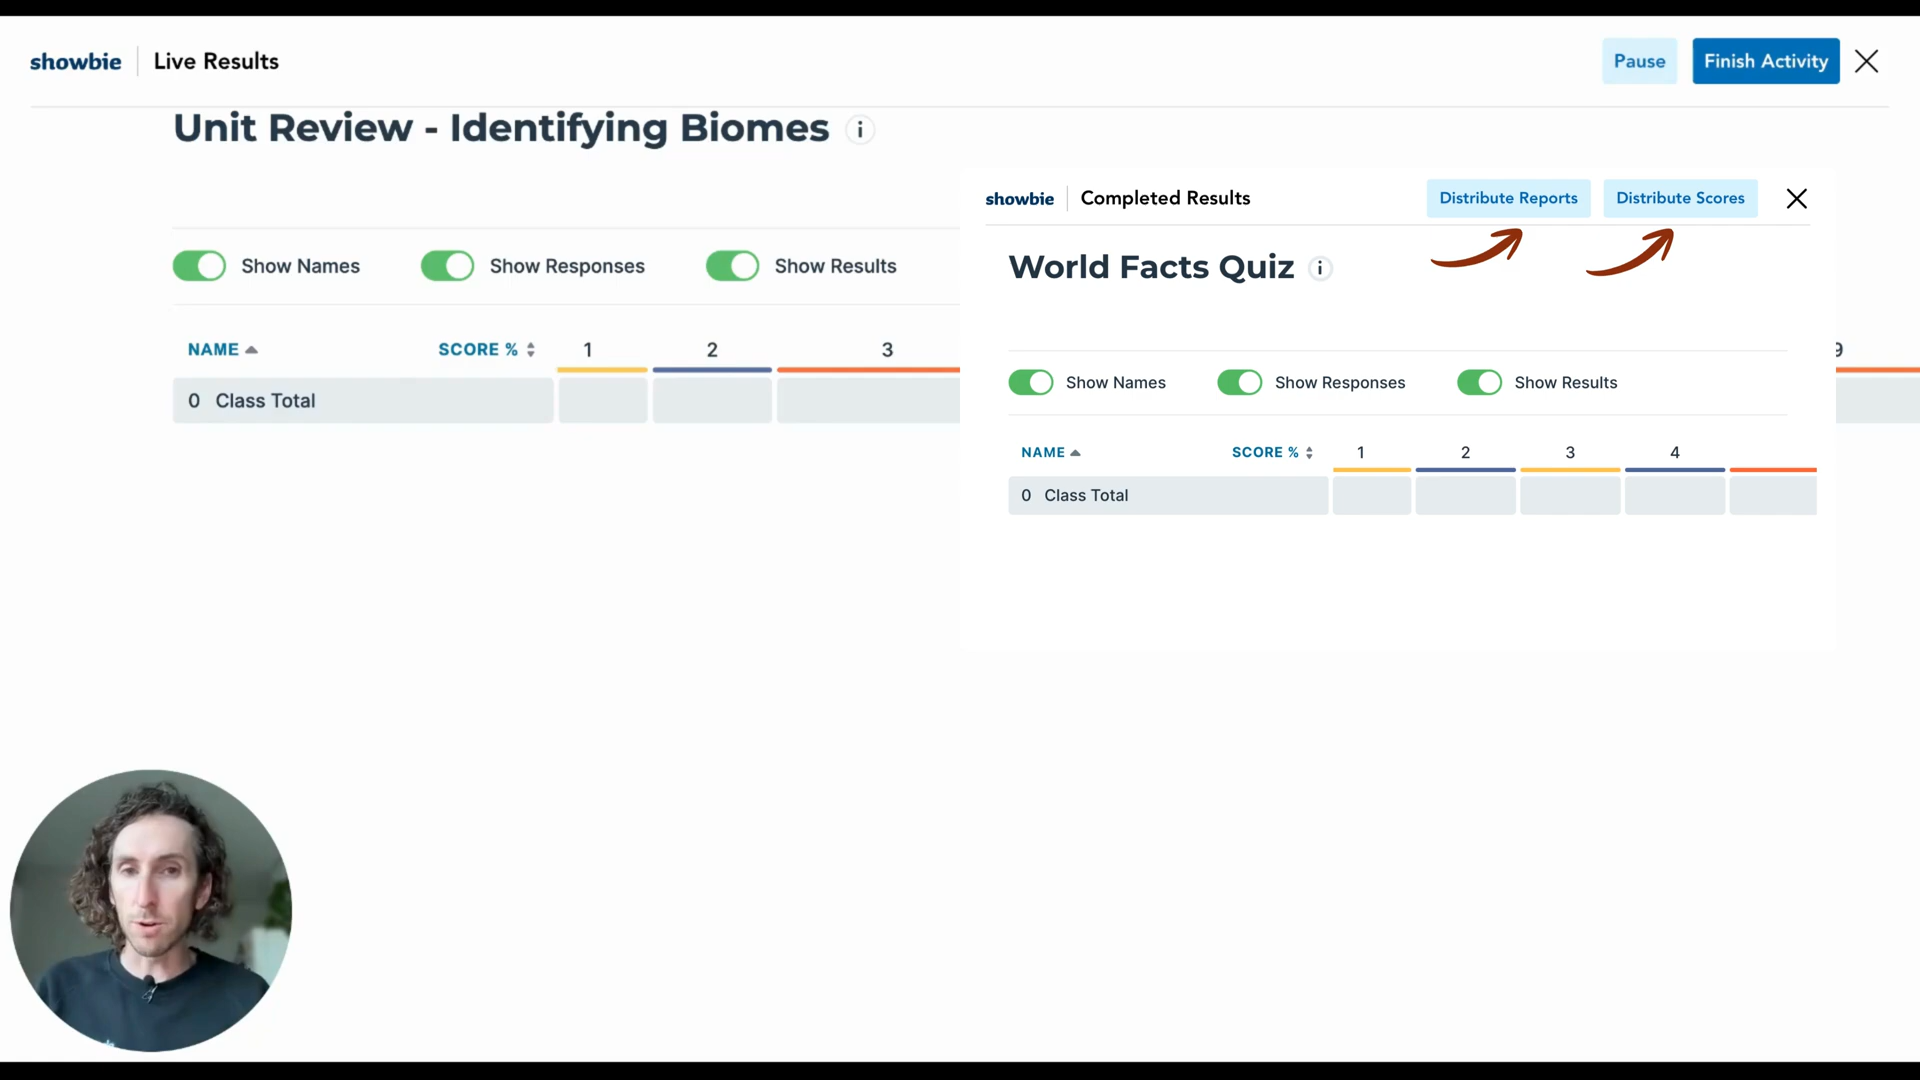 showbie Live Results Pause Finish Activity
Unit Review - Identifying Biomes i
Show Names Show Responses Show Results
NAME SCORE % 1 2 3 9
0 Class Total
showbie Completed Results Distribute Reports Distribute Scores
World Facts Quiz i
Show Names Show Responses Show Results
NAME SCORE % 1 2 3 4
0 Class Total